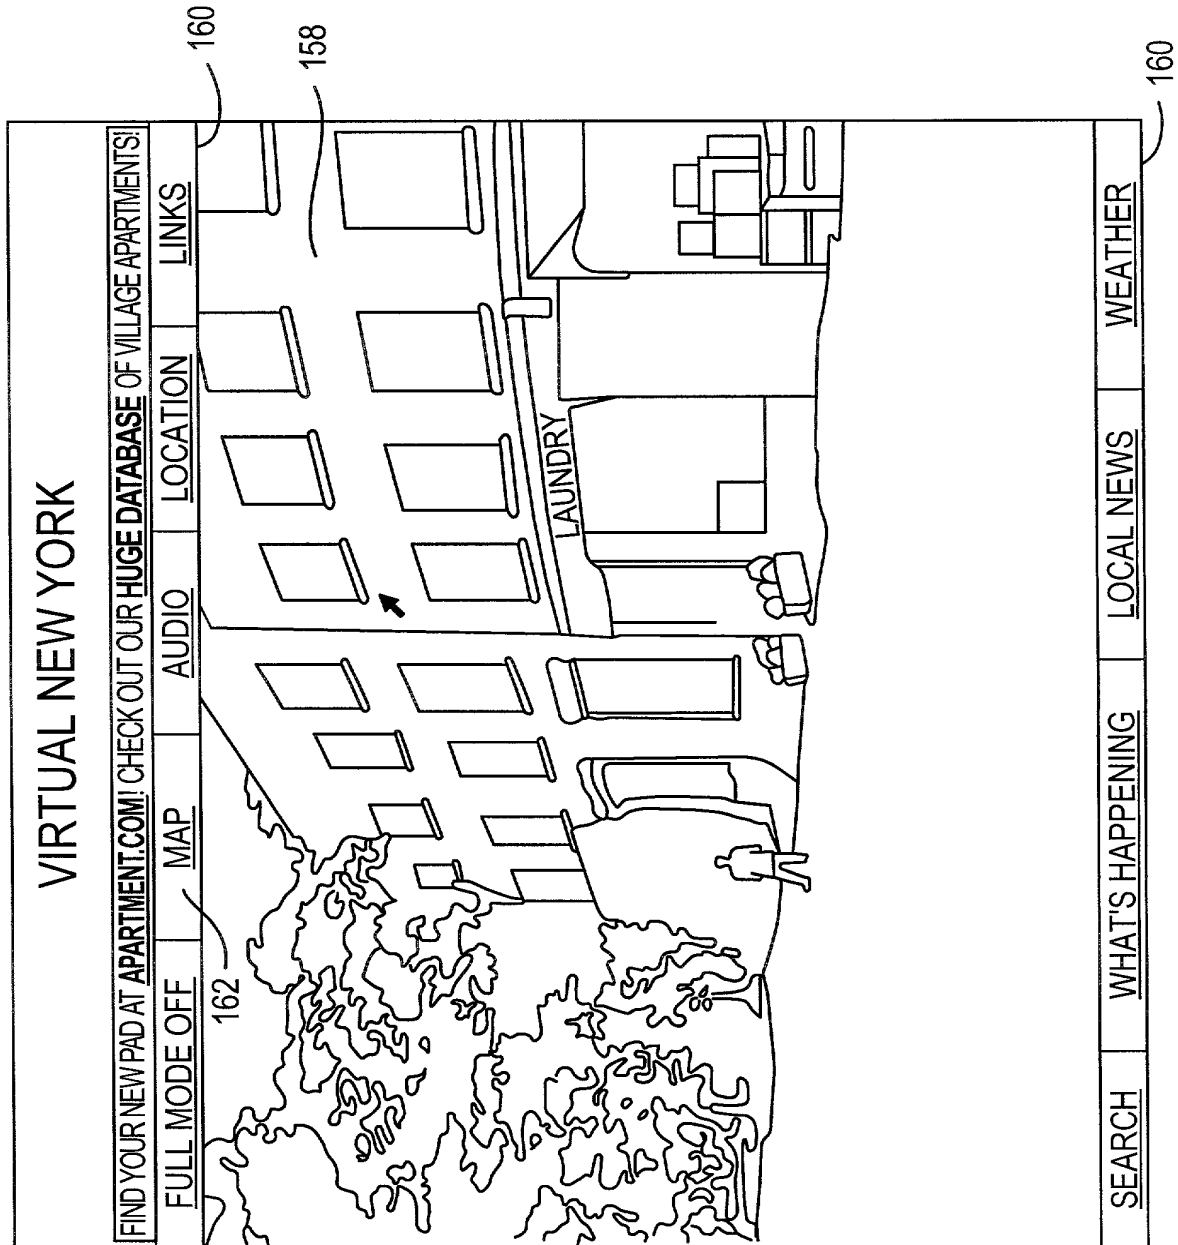 VIRTUAL NEW YORK
FIND YOUR NEW PAD AT APARTMENT.COM! CHECK OUT OUR HUGE DATABASE OF VILLAGE APARTMENTS!
FULL MODE OFF MAP AUDIO LOCATION LINKS
160
162
158
LAUNDRY
SEARCH WHAT'S HAPPENING LOCAL NEWS WEATHER
160